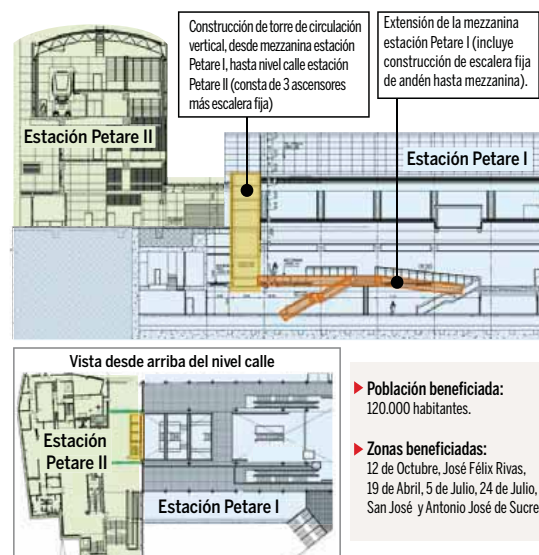 Construcción de torre de circulación
vertical, desde mezzanina estación
Petare I, hasta nivel calle estación
Petare II (consta de 3 ascensores
más escalera fija)
Extensión de la mezzanina
estación Petare I (incluye
construcción de escalera fija
de andén hasta mezzanina).
Estación Petare II
Estación Petare I
Vista desde arriba del nivel calle
Estación
Petare II
Estación Petare I
Población beneficiada:
120.000 habitantes.
Zonas beneficiadas:
12 de Octubre, José Félix Rivas,
19 de Abril, 5 de Julio, 24 de Julio,
San José y Antonio José de Sucre